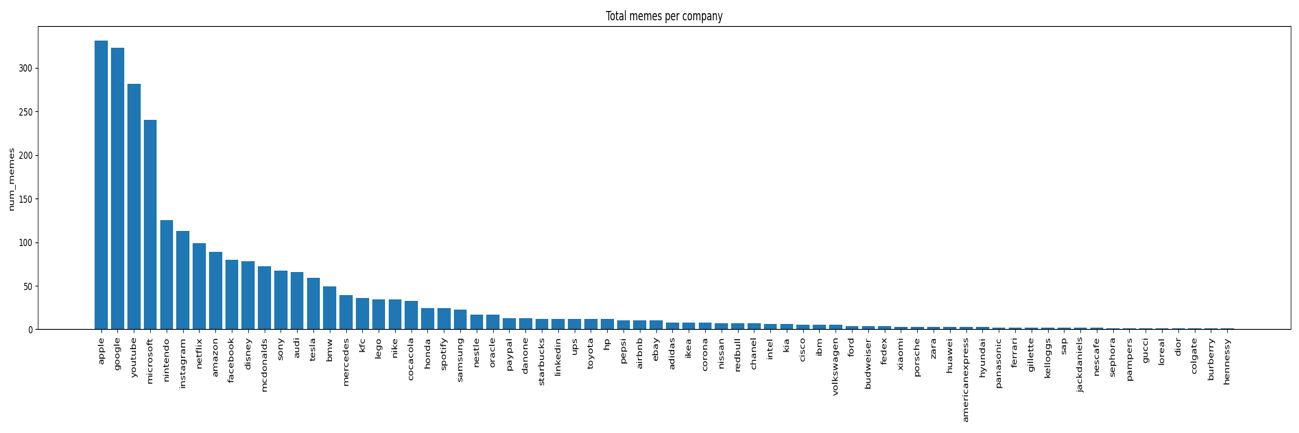 Total memes per company
num_memes
300
250
200
150
100
50
0
apple
google
youtube
microsoft
nintendo
instagram
netflix
amazon
facebook
disney
mcdonalds
sony
audi
tesla
bmw
mercedes
kfc
lego
nike
cocacola
honda
spotify
samsung
nestle
oracle
paypal
danone
starbucks
linkedin
ups
toyota
hp
pepsi
airbnb
ebay
adidas
ikea
corona
nissan
redbull
chanel
intel
kia
cisco
ibm
volkswagen
ford
budweiser
fedex
xiaomi
porsche
zara
huawei
americanexpress
hyundai
panasonic
ferrari
gillette
kelloggs
sap
jackdaniels
nescafe
sephora
pampers
gucci
loreal
dior
colgate
burberry
hennessy